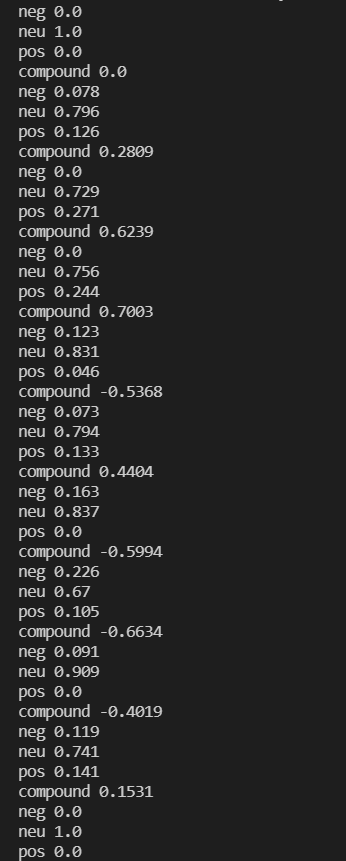 neg 0.0
neu 1.0
pos 0.0
compound 0.0
neg 0.078
neu 0.796
pos 0.126
compound 0.2809
neg 0.0
neu 0.729
pos 0.271
compound 0.6239
neg 0.0
neu 0.756
pos 0.244
compound 0.7003
neg 0.123
neu 0.831
pos 0.046
compound -0.5368
neg 0.073
neu 0.794
pos 0.133
compound 0.4404
neg 0.163
neu 0.837
pos 0.0
compound -0.5994
neg 0.226
neu 0.67
pos 0.105
compound -0.6634
neg 0.091
neu 0.909
pos 0.0
compound -0.4019
neg 0.119
neu 0.741
pos 0.141
compound 0.1531
neg 0.0
neu 1.0
pos 0.0